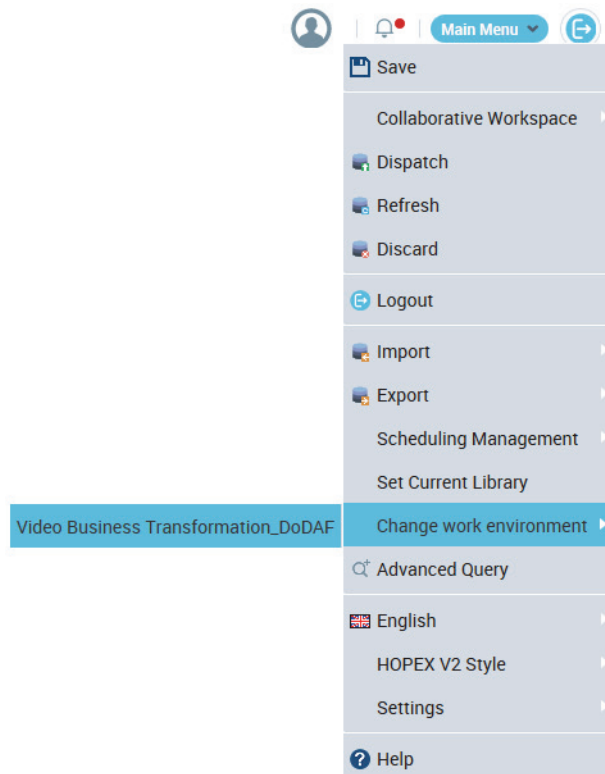 Main Menu
Save
Collaborative Workspace
Dispatch
Refresh
Discard
Logout
Import
Export
Scheduling Management
Set Current Library
Video Business Transformation_DoDAF
Change work environment
Advanced Query
English
HOPEX V2 Style
Settings
Help